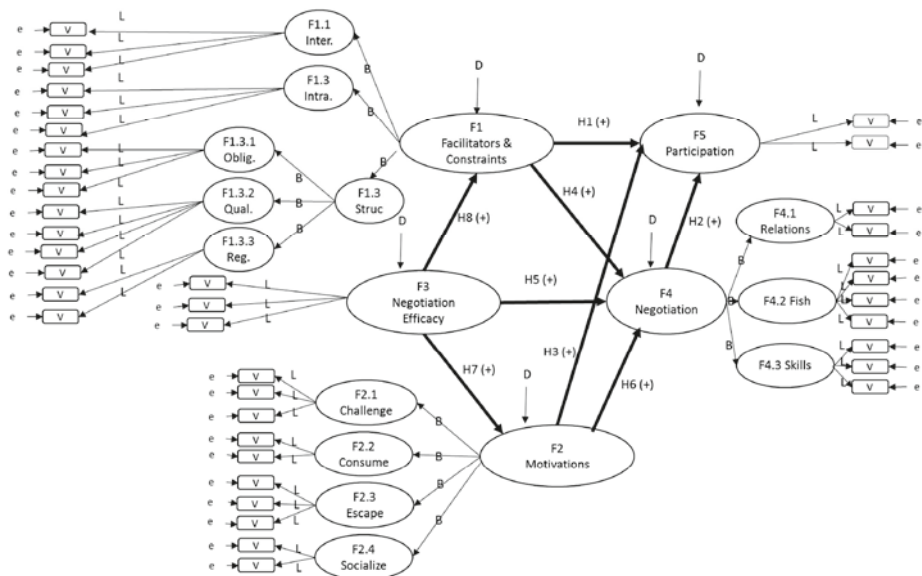 L
e V
e V L
e V L
F1.1
Inter.
B
e V L
e V L
e V L
F1.3
Intra.
B
e V L
e V L
e V L
F1.3.1
Oblig.
B
e V L
e V L
e V L
e V L
F1.3.2
Qual.
B
e V L
e V L
F1.3.3
Reg.
B
F1.3
Struc
B
D
F1
Facilitators &
Constraints
H1 (+)
D
F5
Participation
L V e
L V e
H4 (+)
H8 (+)
H2 (+)
D
e V L
e V L
e V L
F3
Negotiation
Efficacy
H5 (+)
D
F4
Negotiation
B
F4.1
Relations
L V e
L V e
B
F4.2 Fish
L V e
L V e
L V e
L V e
B
F4.3 Skills
L V e
L V e
L V e
H7 (+)
H3 (+)
H6 (+)
D
F2
Motivations
e V L
e V L
e V L
F2.1
Challenge
B
e V L
e V L
F2.2
Consume
B
e V L
e V L
e V L
F2.3
Escape
B
e V L
e V L
F2.4
Socialize
B